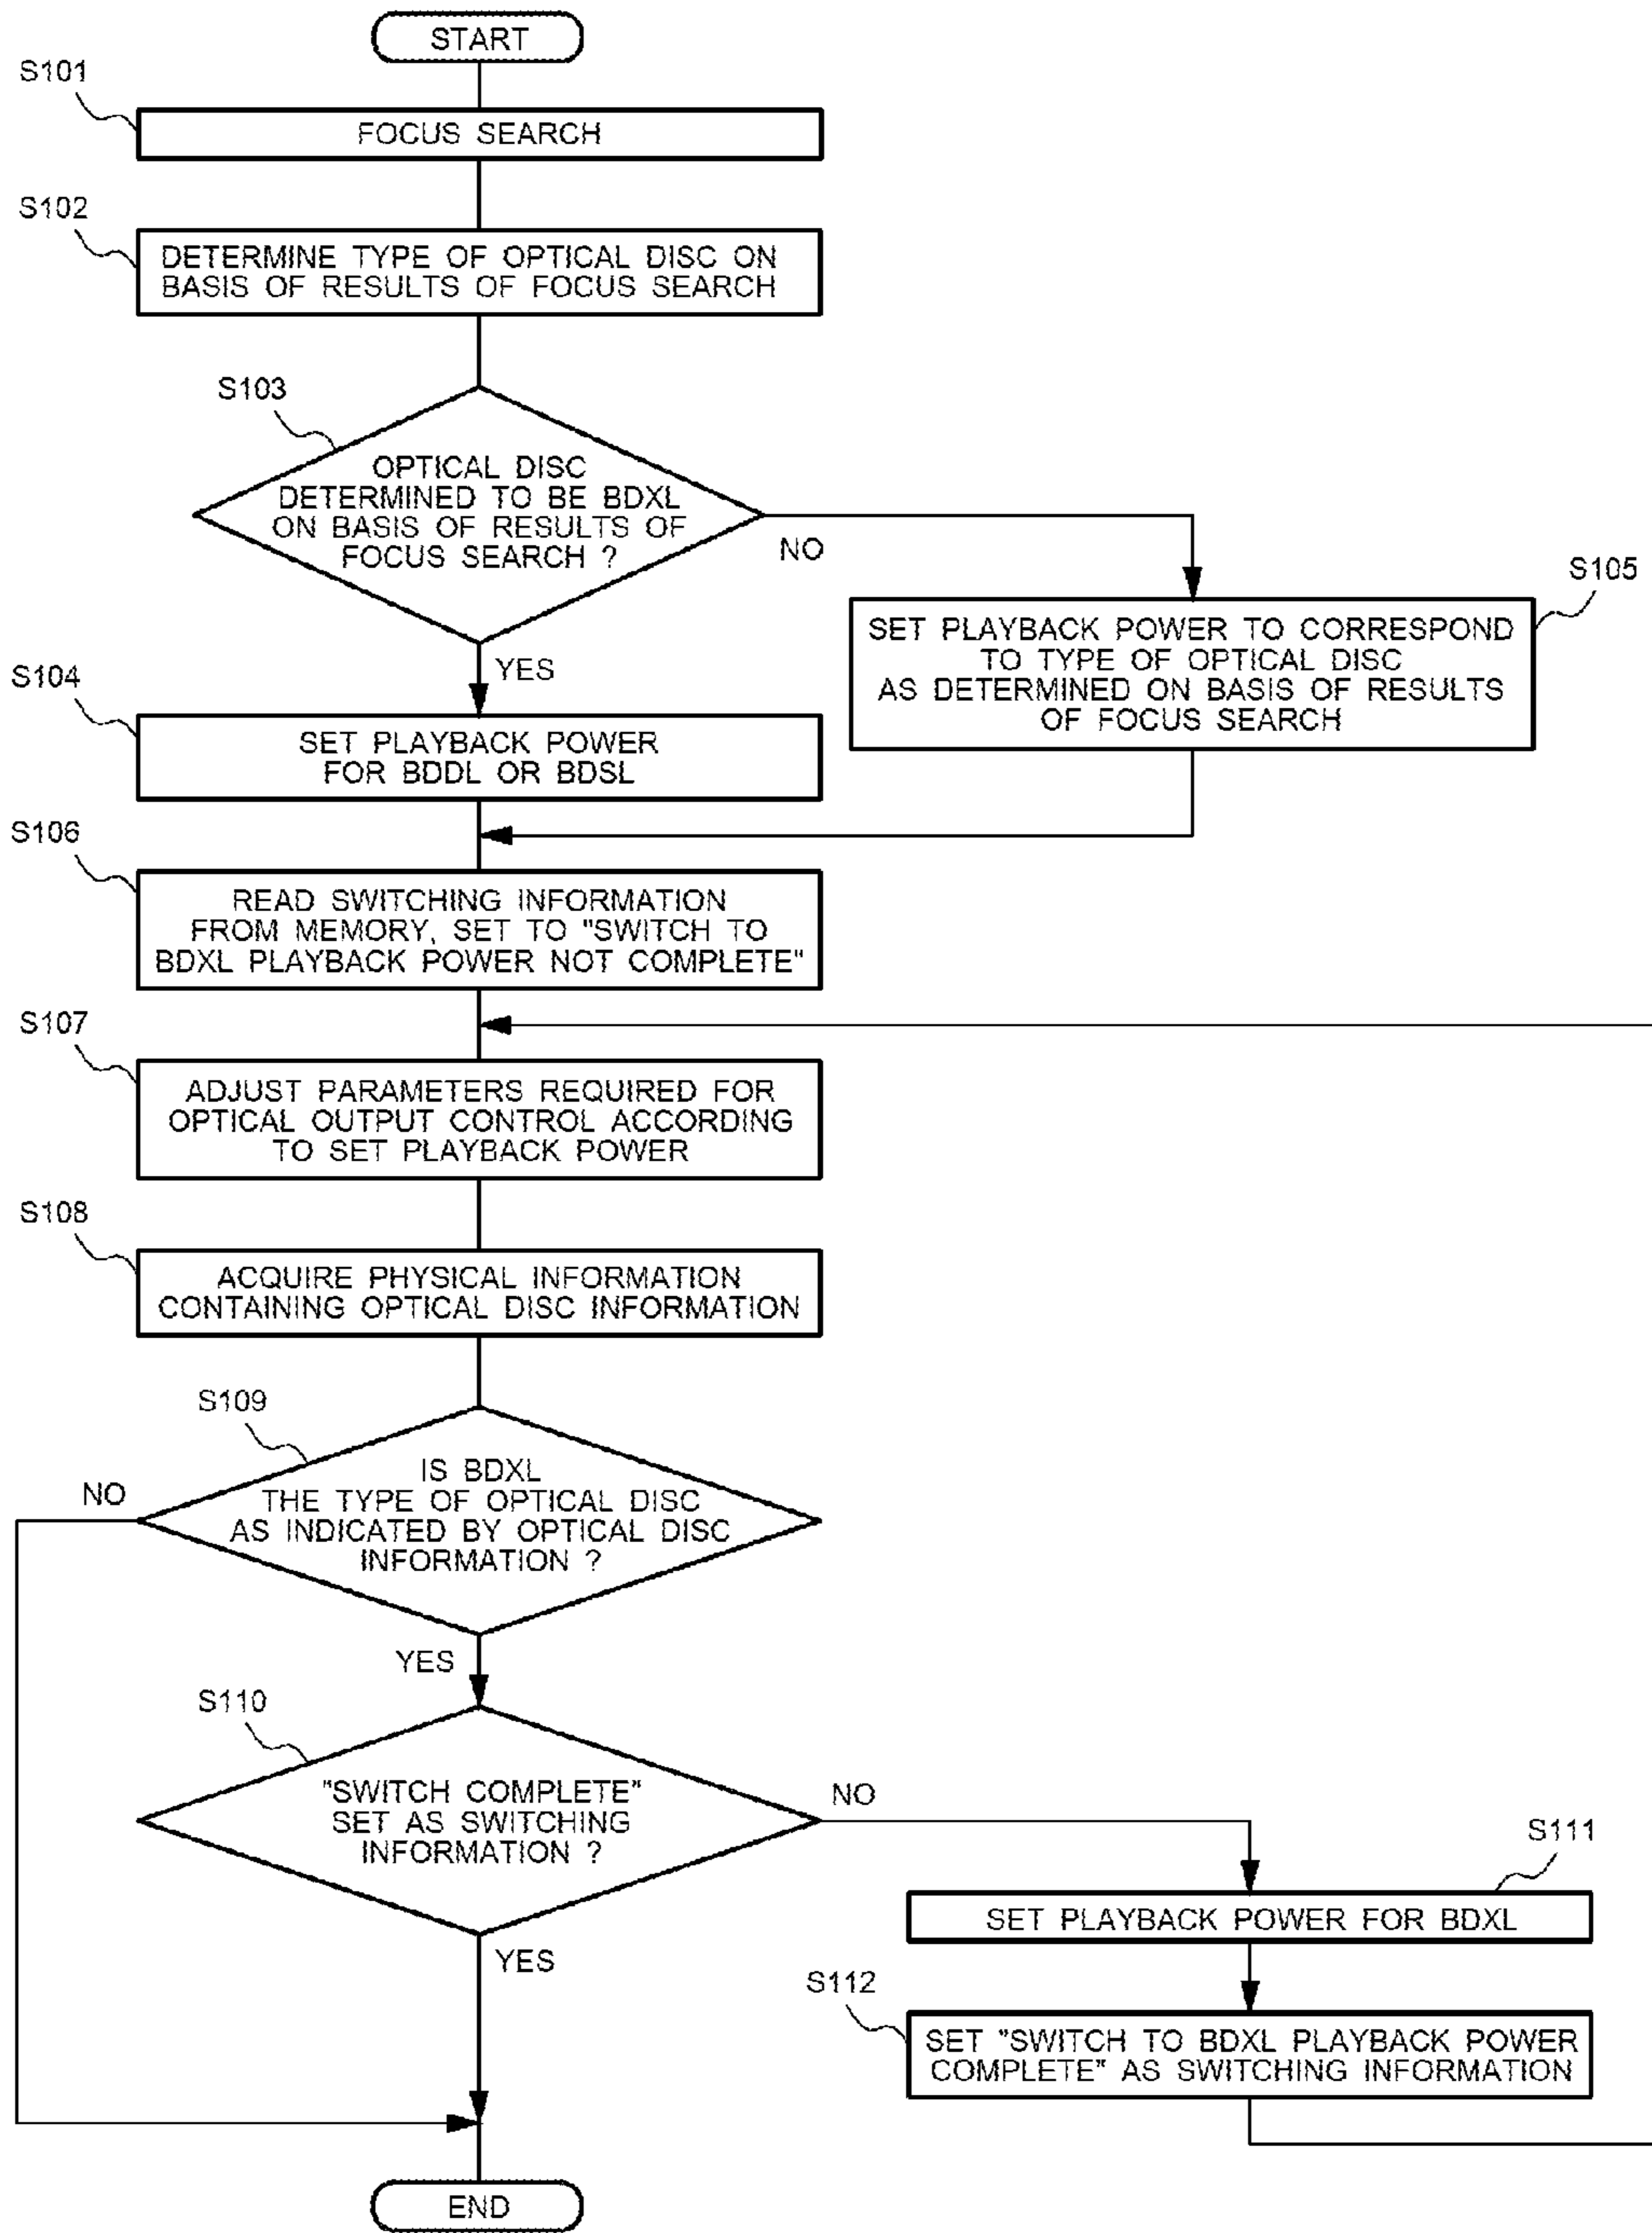 START
S101
FOCUS SEARCH
S102
DETERMINE TYPE OF OPTICAL DISC ON
BASIS OF RESULTS OF FOCUS SEARCH
S103
OPTICAL DISC
DETERMINED TO BE BDXL
ON BASIS OF RESULTS OF
FOCUS SEARCH ?
NO
YES
S105
SET PLAYBACK POWER TO CORRESPOND
TO TYPE OF OPTICAL DISC
AS DETERMINED ON BASIS OF RESULTS
OF FOCUS SEARCH
S104
SET PLAYBACK POWER
FOR BDDL OR BDSL
S106
READ SWITCHING INFORMATION
FROM MEMORY, SET TO "SWITCH TO
BDXL PLAYBACK POWER NOT COMPLETE"
S107
ADJUST PARAMETERS REQUIRED FOR
OPTICAL OUTPUT CONTROL ACCORDING
TO SET PLAYBACK POWER
S108
ACQUIRE PHYSICAL INFORMATION
CONTAINING OPTICAL DISC INFORMATION
S109
IS BDXL
THE TYPE OF OPTICAL DISC
AS INDICATED BY OPTICAL DISC
INFORMATION ?
NO
YES
S110
"SWITCH COMPLETE"
SET AS SWITCHING
INFORMATION ?
NO
YES
S111
SET PLAYBACK POWER FOR BDXL
S112
SET "SWITCH TO BDXL PLAYBACK POWER
COMPLETE" AS SWITCHING INFORMATION
END